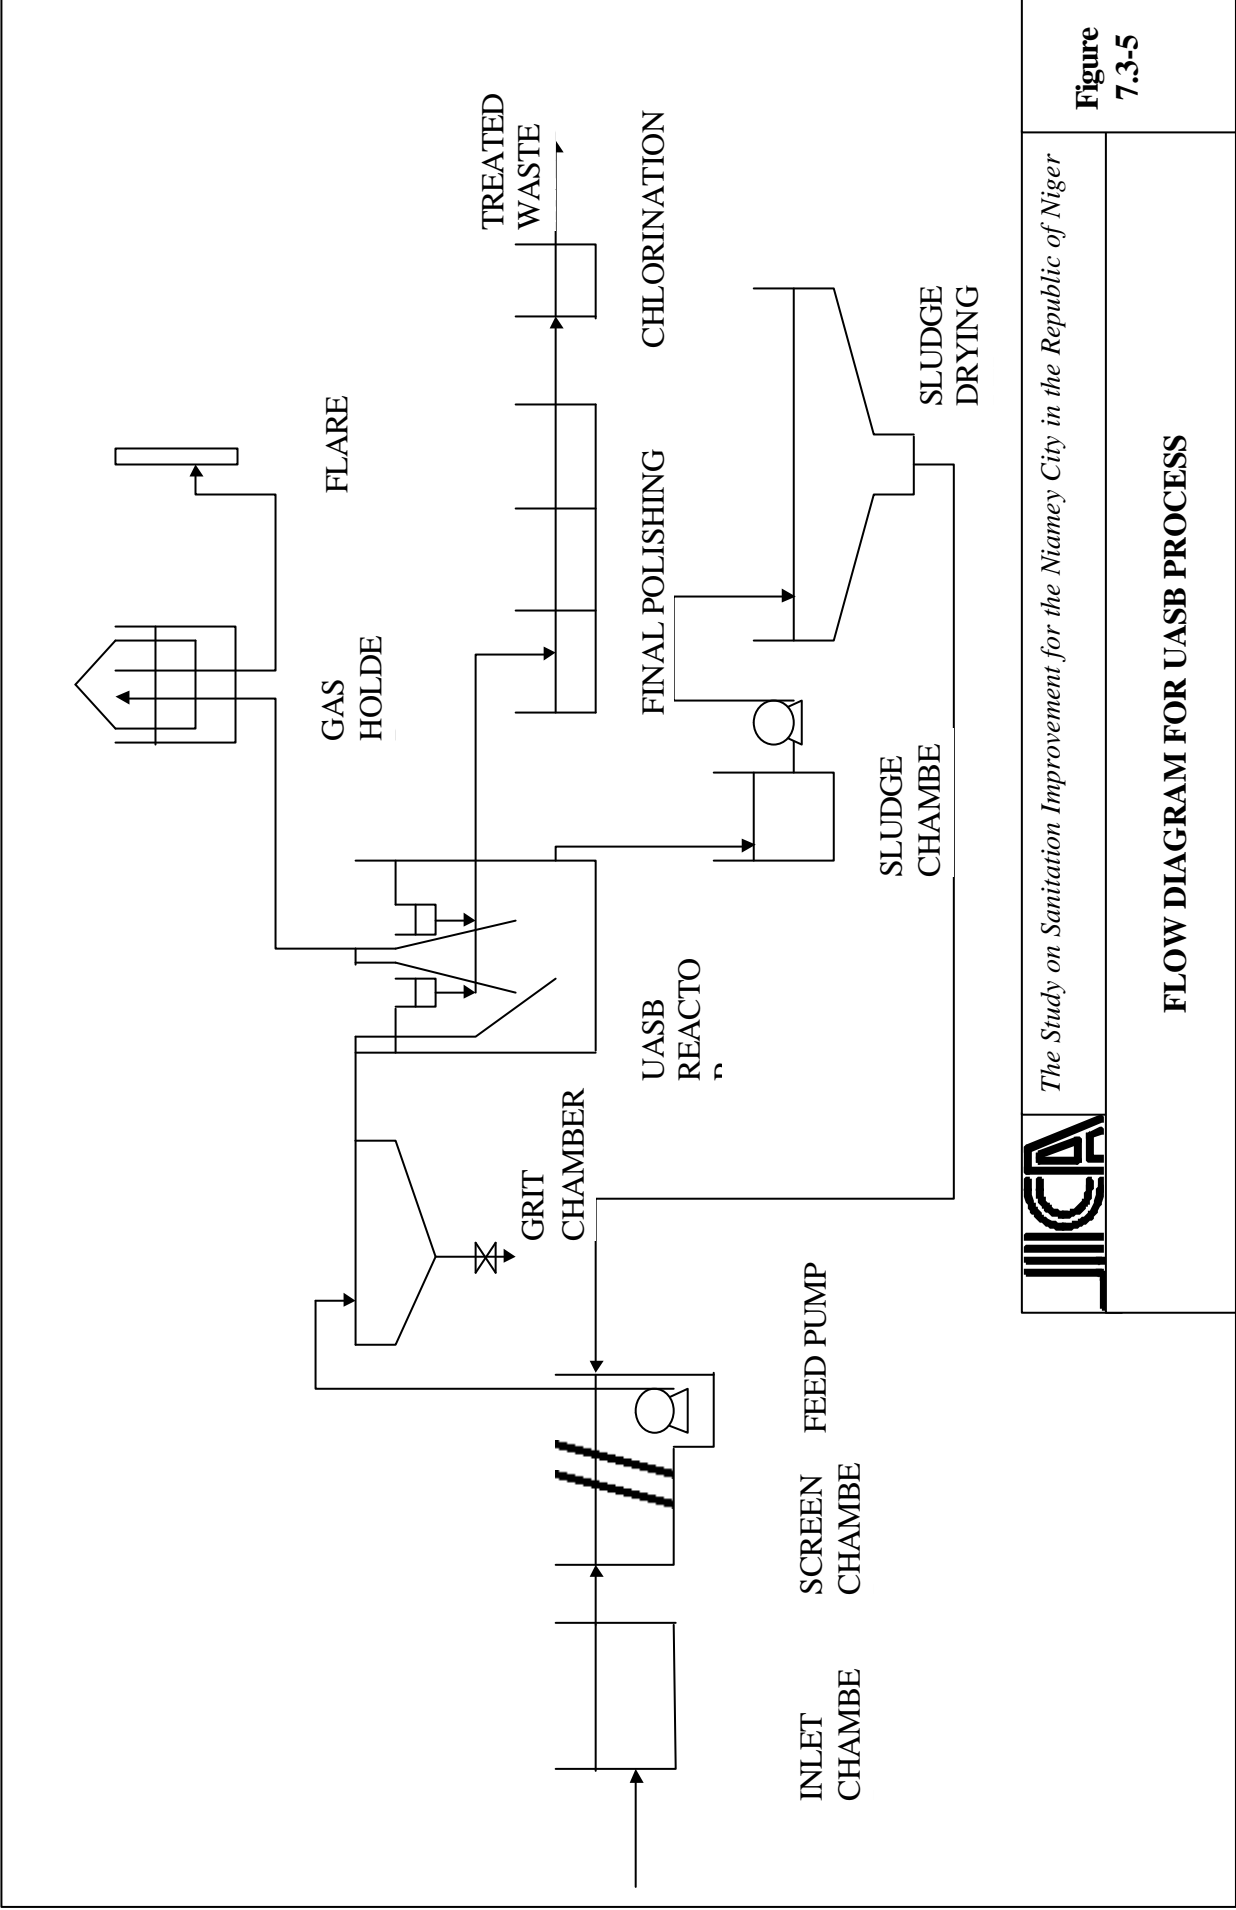 FLARE
GAS
HOLDE
TREATED
WASTE
GRIT
CHAMBER
UASB
REACTO
FINAL POLISHING
CHLORINATION
INLET
CHAMBE
SCREEN
CHAMBE
FEED PUMP
SLUDGE
CHAMBE
SLUDGE
DRYING
JICA
The Study on Sanitation Improvement for the Niamey City in the Republic of Niger
FLOW DIAGRAM FOR UASB PROCESS
Figure
7.3-5